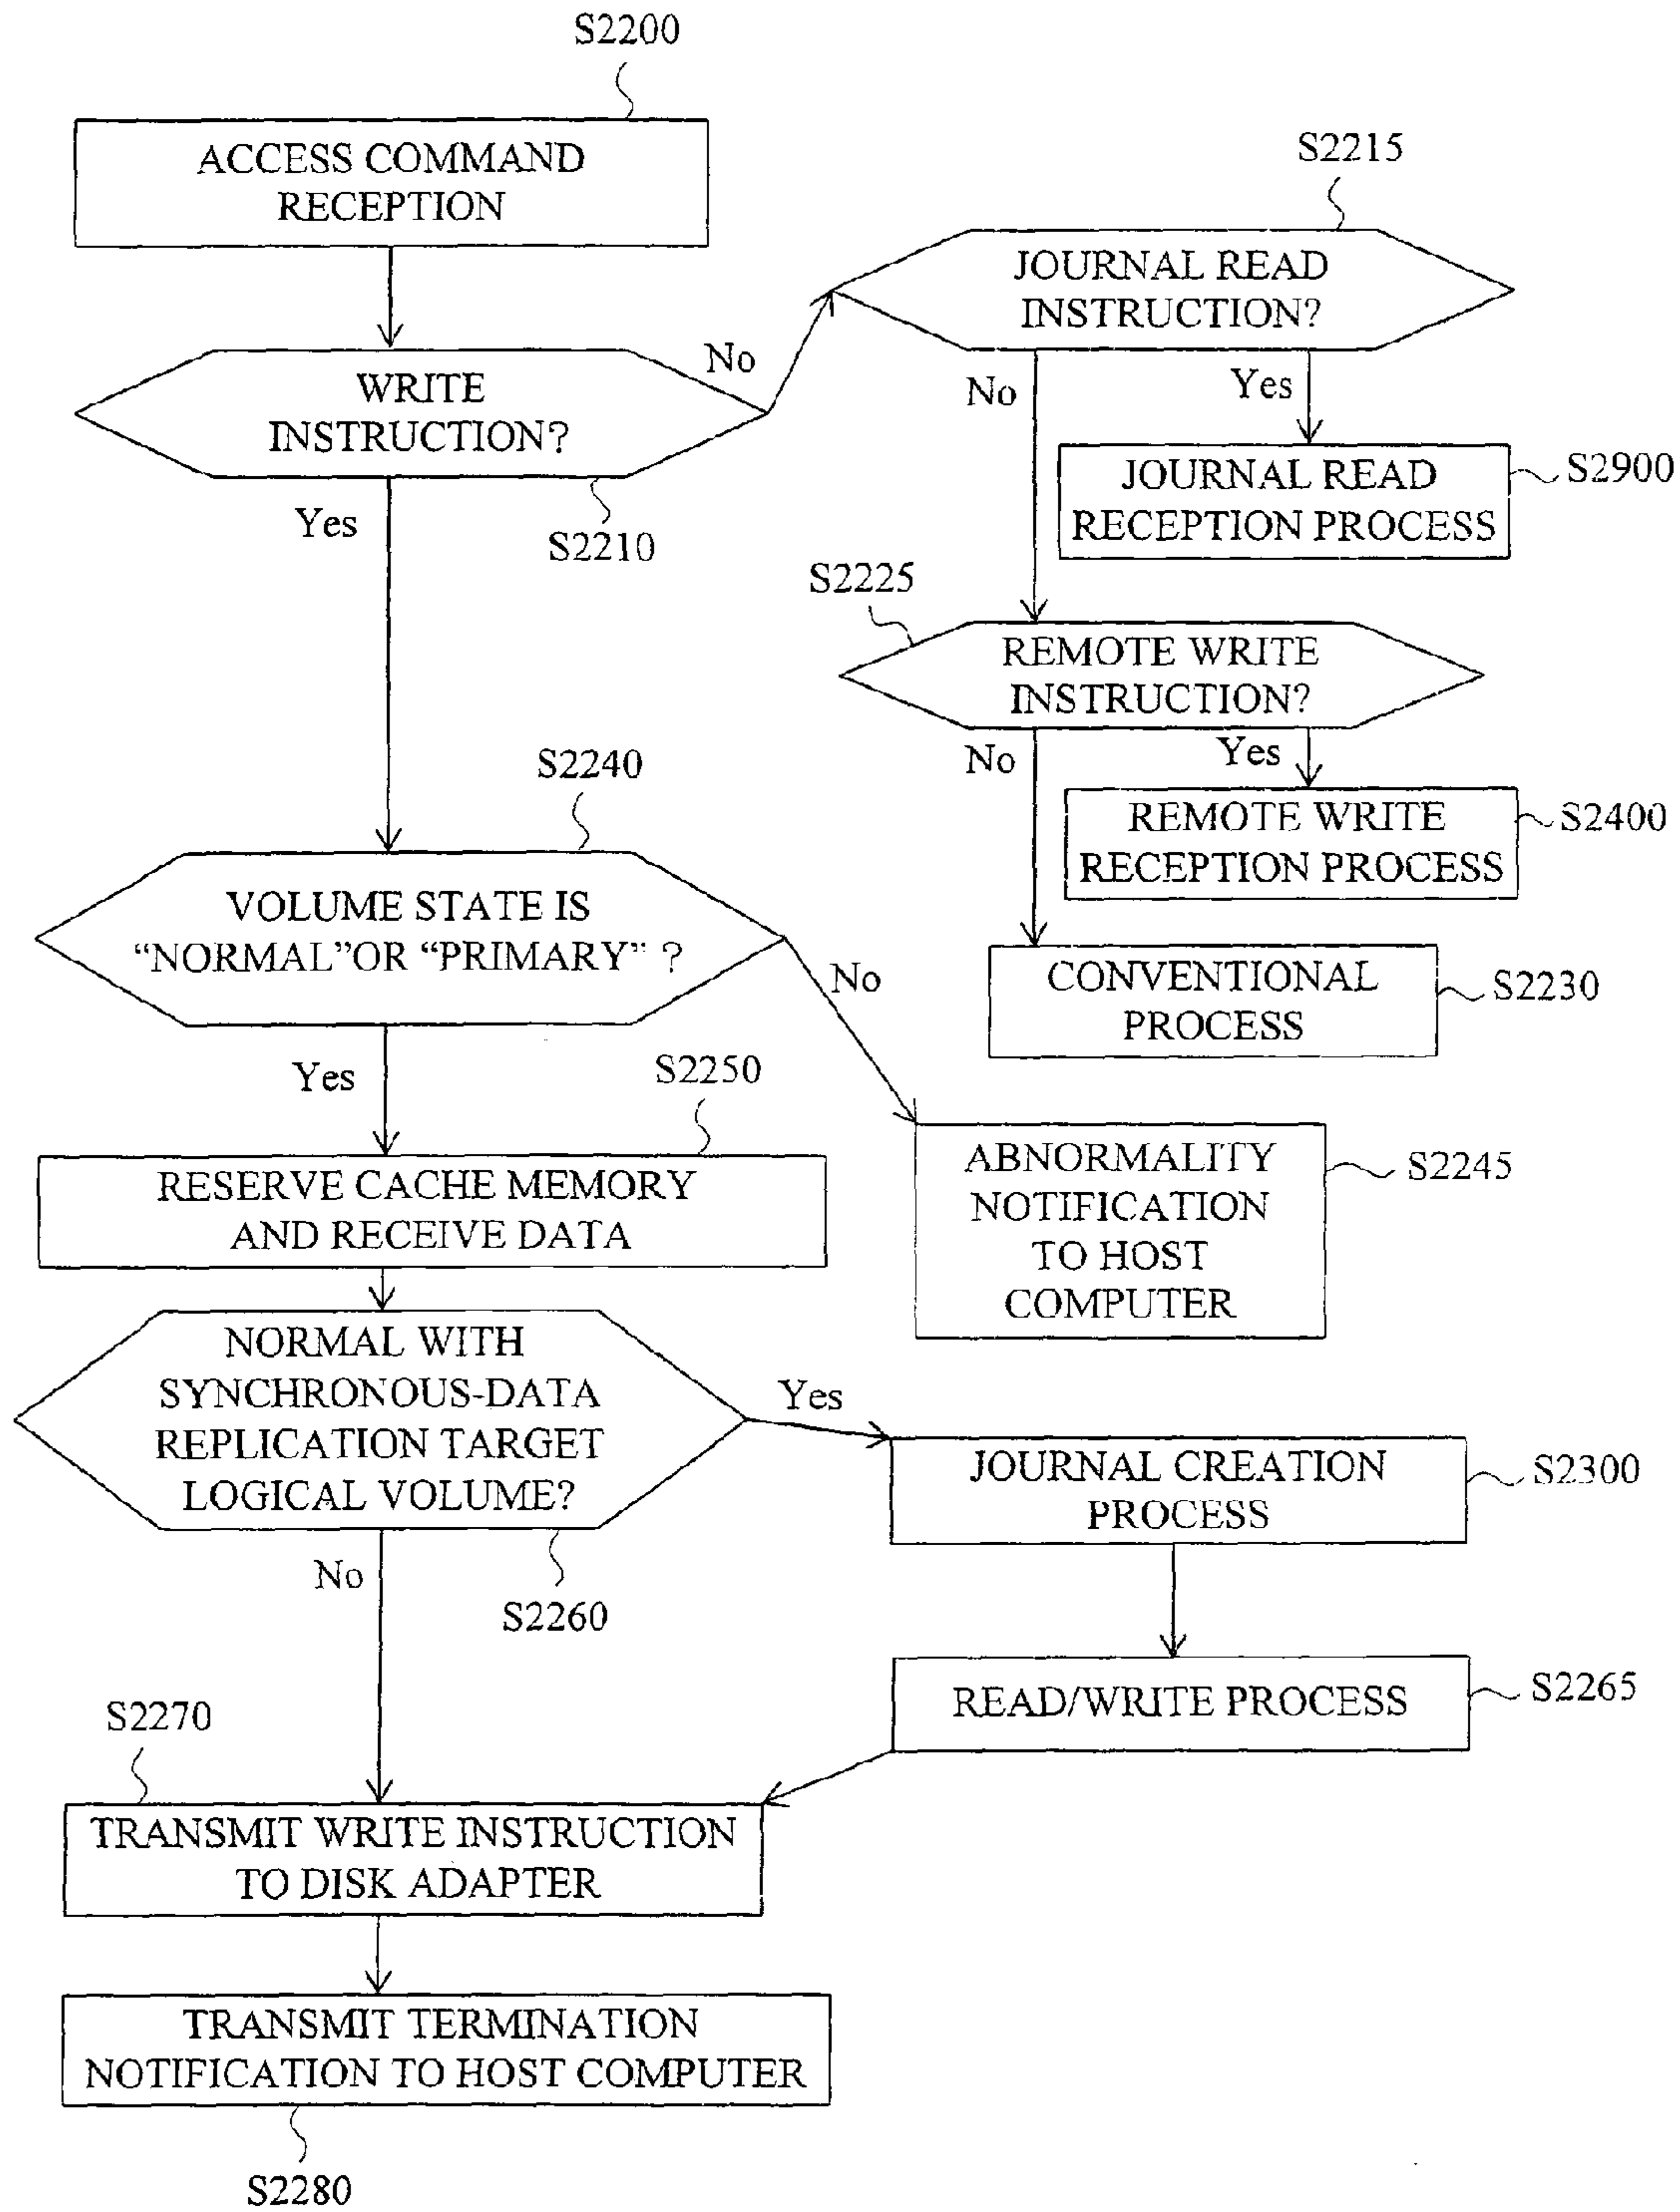 S2200
ACCESS COMMAND
RECEPTION
S2215
JOURNAL READ
INSTRUCTION?
No
WRITE
INSTRUCTION?
S2210
Yes
No
Yes
JOURNAL READ
RECEPTION PROCESS
S2900
S2225
REMOTE WRITE
INSTRUCTION?
No
Yes
REMOTE WRITE
RECEPTION PROCESS
S2400
CONVENTIONAL
PROCESS
S2230
S2240
VOLUME STATE IS
“NORMAL”OR “PRIMARY” ?
No
Yes
S2250
RESERVE CACHE MEMORY
AND RECEIVE DATA
ABNORMALITY
NOTIFICATION
TO HOST
COMPUTER
S2245
NORMAL WITH
SYNCHRONOUS-DATA
REPLICATION TARGET
LOGICAL VOLUME?
Yes
No
S2260
JOURNAL CREATION
PROCESS
S2300
READ/WRITE PROCESS
S2265
S2270
TRANSMIT WRITE INSTRUCTION
TO DISK ADAPTER
TRANSMIT TERMINATION
NOTIFICATION TO HOST COMPUTER
S2280